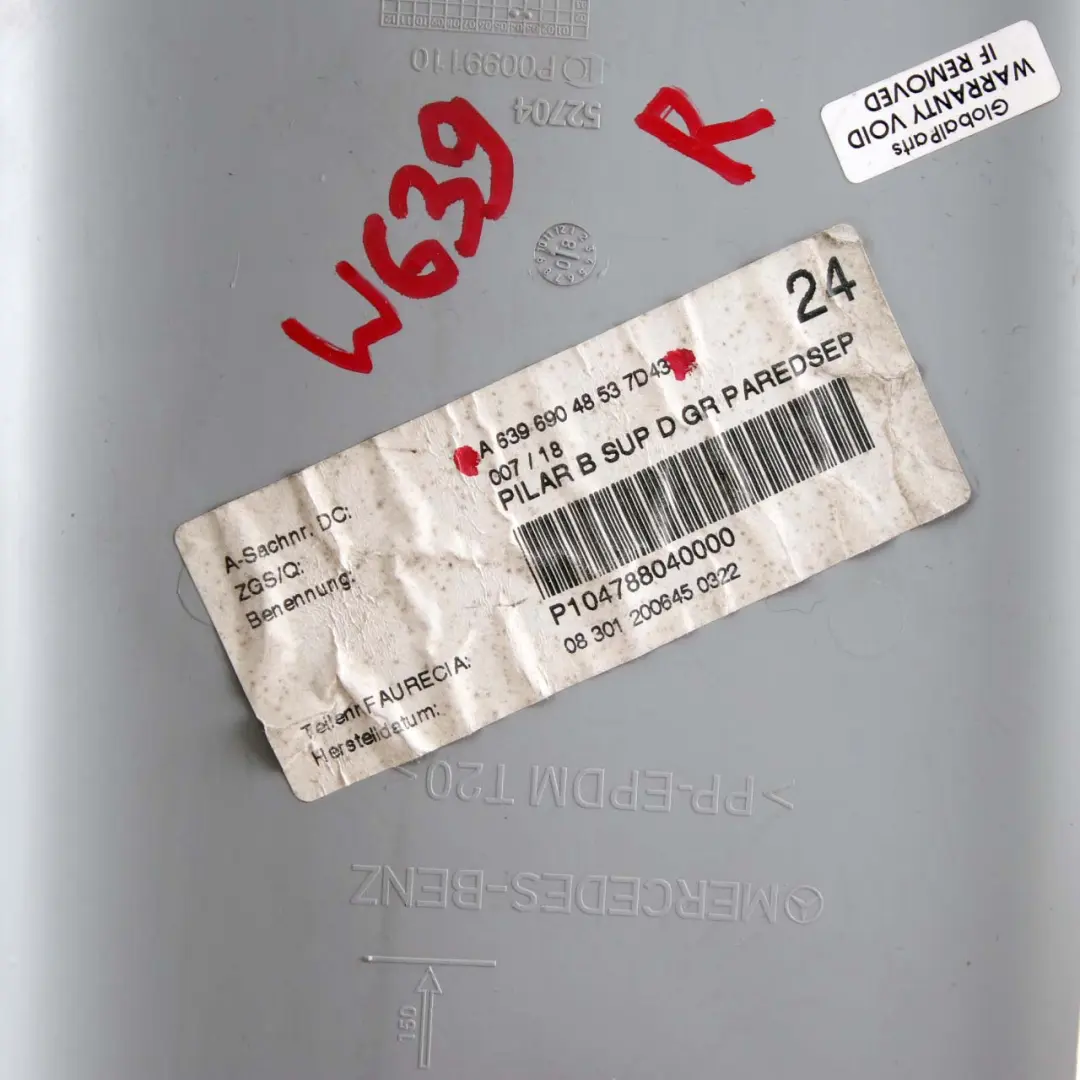 P0099110
52704
W639
R
GlobalParts
WARRANTY VOID
IF REMOVED
24
A-Sachnr. DC: A 639 690 48 53 7D43
ZGS/Q: 007 / 18
Benennung: PILAR B SUP D GR PAREDSEP
P104788040000
Teilenr.FAURECIA:
Herstelldatum: 08 301 200645 0322
>PP-EPDM T20<
MERCEDES-BENZ
150